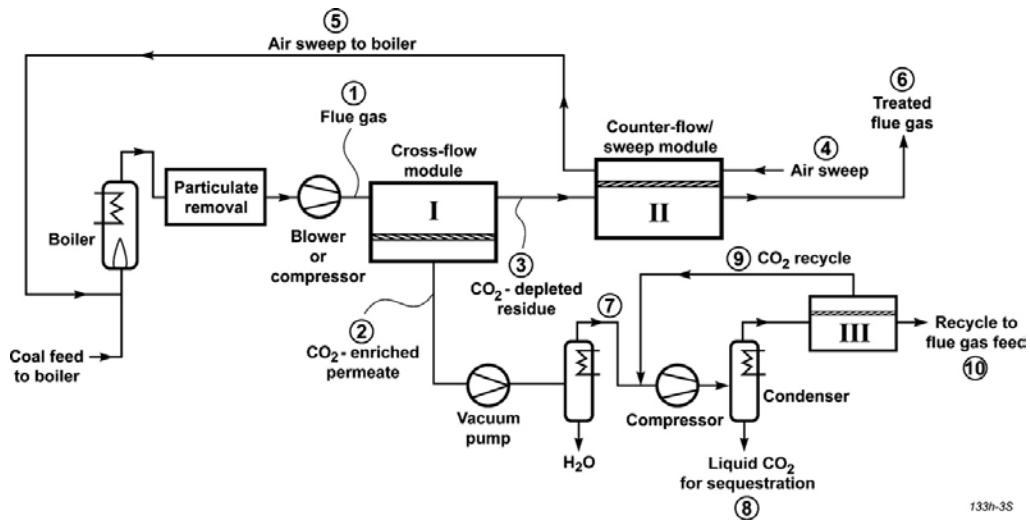 ⑤
Air sweep to boiler
①
Flue gas
Cross-flow
module
Counter-flow/
sweep module
⑥
Treated
flue gas
④
Air sweep
Particulate
removal
Boiler
Blower
or
compressor
I
II
③
CO₂ - depleted
residue
②
CO₂ - enriched
permeate
Coal feed
to boiler
⑨ CO₂ recycle
⑦
III
Recycle to
flue gas feed
⑩
Vacuum
pump
Compressor
Condenser
H₂O
Liquid CO₂
for sequestration
⑧
133h-3S